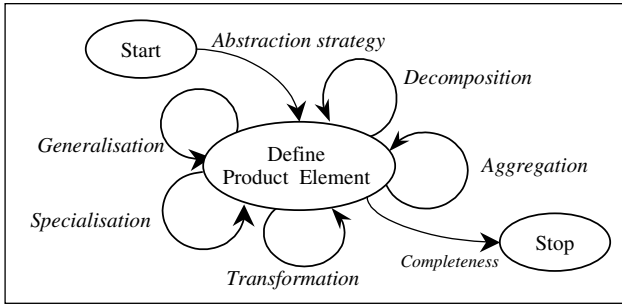 Start
Abstraction strategy
Decomposition
Generalisation
Define
Product Element
Aggregation
Specialisation
Transformation
Completeness
Stop